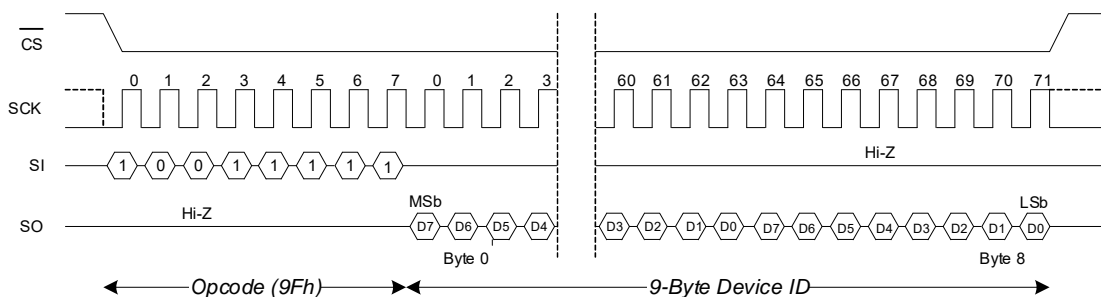 CS
0 1 2 3 4 5 6 7 0 1 2 3 60 61 62 63 64 65 66 67 68 69 70 71
SCK
Hi-Z
SI 1 0 0 1 1 1 1 1
MSb LSb
Hi-Z
SO D7 D6 D5 D4 D3 D2 D1 D0 D7 D6 D5 D4 D3 D2 D1 D0
Byte 0 Byte 8
Opcode (9Fh) 9-Byte Device ID